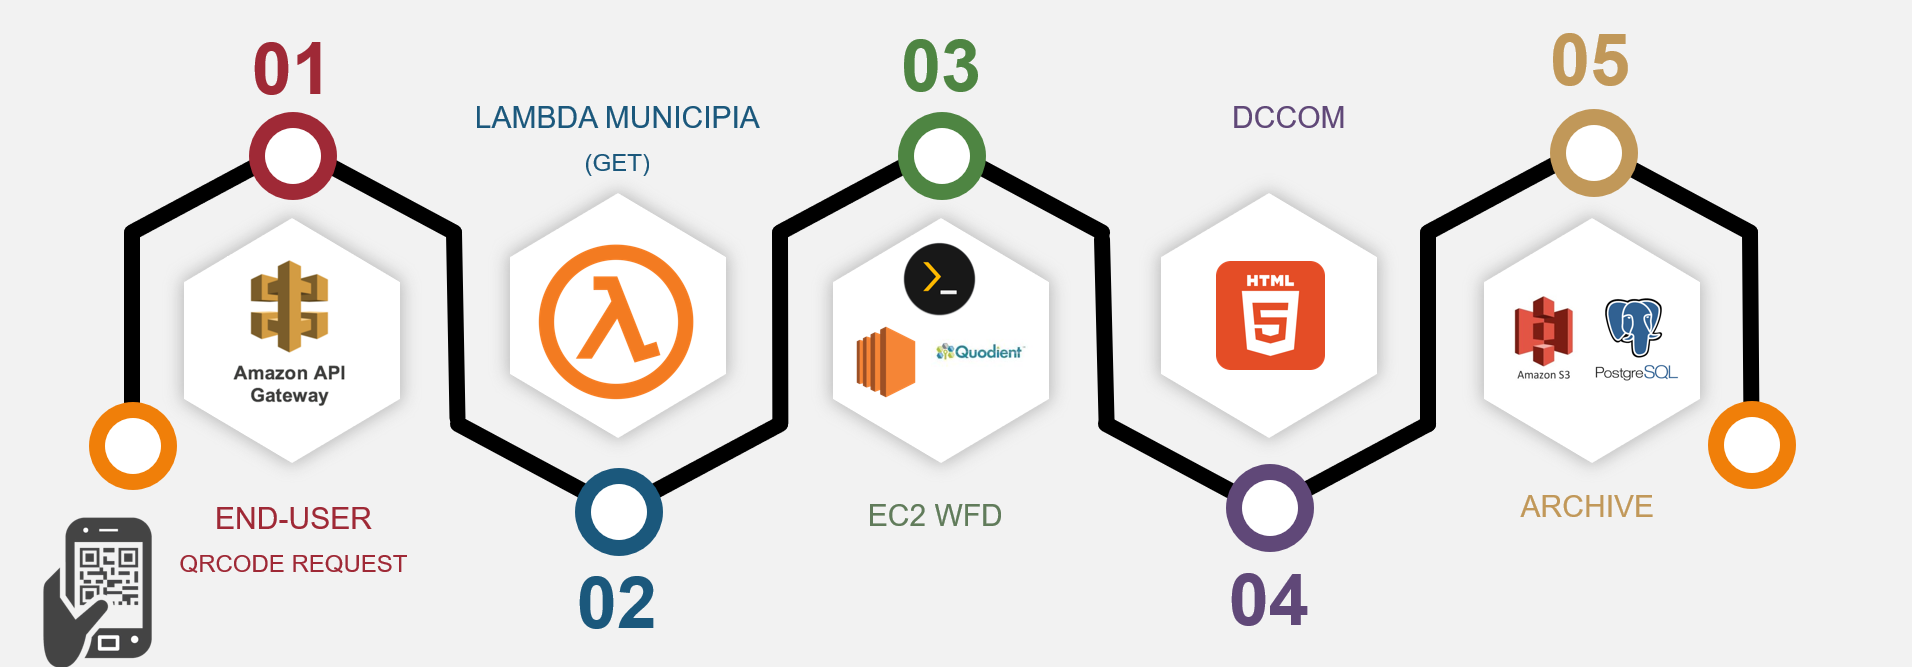 01
Amazon API
Gateway
END-USER
QRCODE REQUEST
LAMBDA MUNICIPIA
(GET)
02
03
Quodient
EC2 WFD
DCCOM
HTML
5
04
05
Amazon S3
PostgreSQL
ARCHIVE